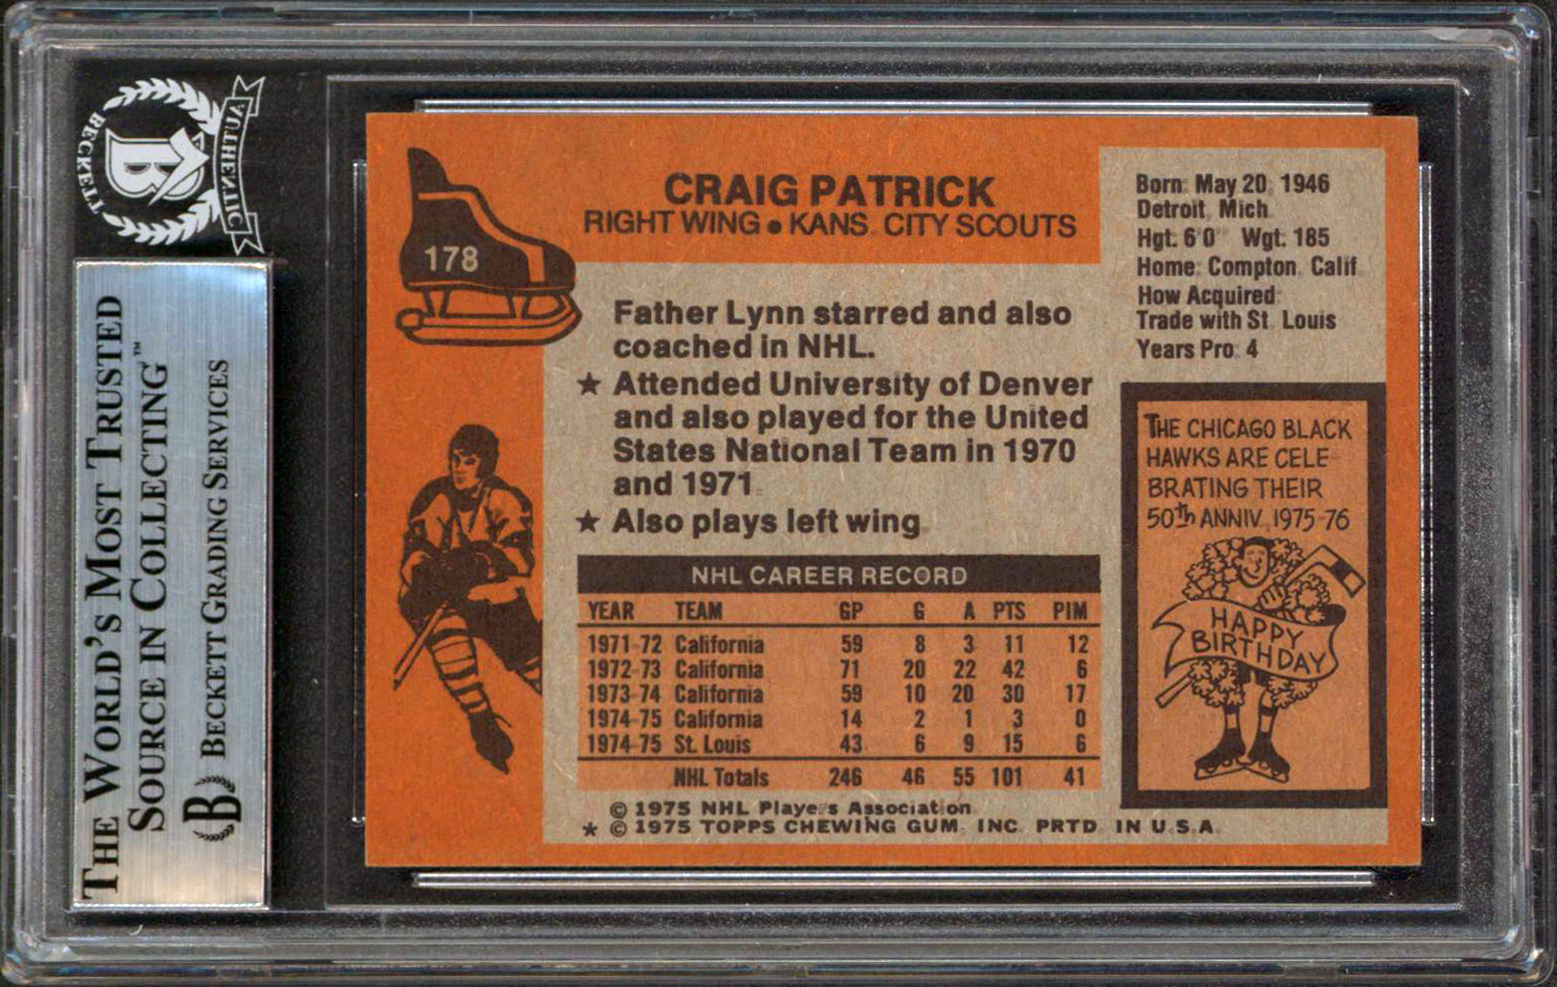 BECKETT
AUTHENTIC
B
THE WORLD'S MOST TRUSTED
SOURCE IN COLLECTING™
B BECKETT GRADING SERVICES
178
CRAIG PATRICK
RIGHT WING • KANS. CITY SCOUTS
Born: May 20, 1946
Detroit, Mich.
Hgt. 6'0" Wgt. 185
Home: Compton, Calif.
How Acquired:
Trade with St. Louis
Years Pro: 4
Father Lynn starred and also
coached in NHL.
★ Attended University of Denver
and also played for the United
States National Team in 1970
and 1971.
★ Also plays left wing.
NHL CAREER RECORD
YEAR TEAM GP G A PTS PIM
1971-72 California 59 8 3 11 12
1972-73 California 71 20 22 42 6
1973-74 California 59 10 20 30 17
1974-75 California 14 2 1 3 0
1974-75 St. Louis 43 6 9 15 6
NHL Totals 246 46 55 101 41
© 1975 NHL Players Association
★ © 1975 TOPPS CHEWING GUM, INC. PRTD. IN U.S.A.
THE CHICAGO BLACK
HAWKS ARE CELE-
BRATING THEIR
50th ANNIV., 1975-76
HAPPY
BIRTHDAY